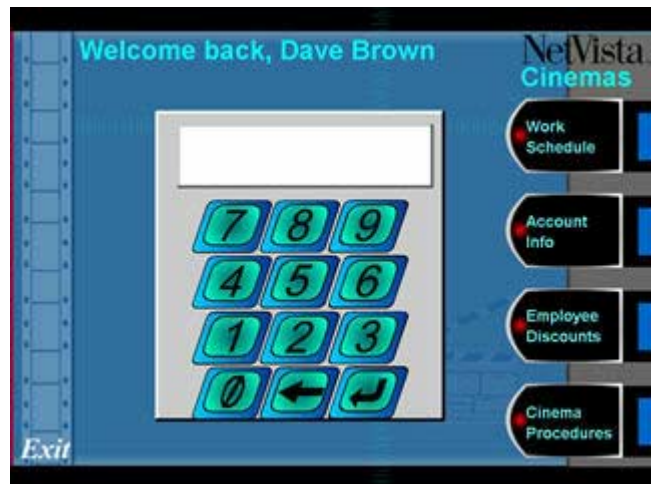 Welcome back, Dave Brown
NetVista
Cinemas
Work
Schedule
Account
Info
Employee
Discounts
Cinema
Procedures
7 8 9
4 5 6
1 2 3
0
Exit